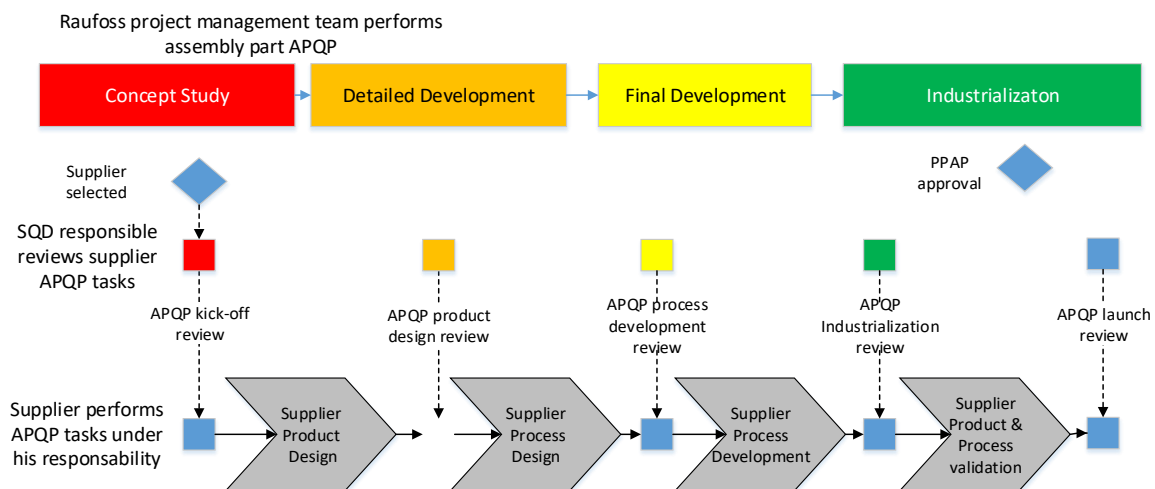 Raufoss project management team performs
assembly part APQP
Concept Study
Detailed Development
Final Development
Industrializaton
Supplier
selected
PPAP
approval
SQD responsible
reviews supplier
APQP tasks
APQP kick-off
review
APQP product
design review
APQP process
development
review
APQP
Industrialization
review
APQP launch
review
Supplier performs
APQP tasks under
his responsability
Supplier
Product
Design
Supplier
Process
Design
Supplier
Process
Development
Supplier
Product &
Process
validation